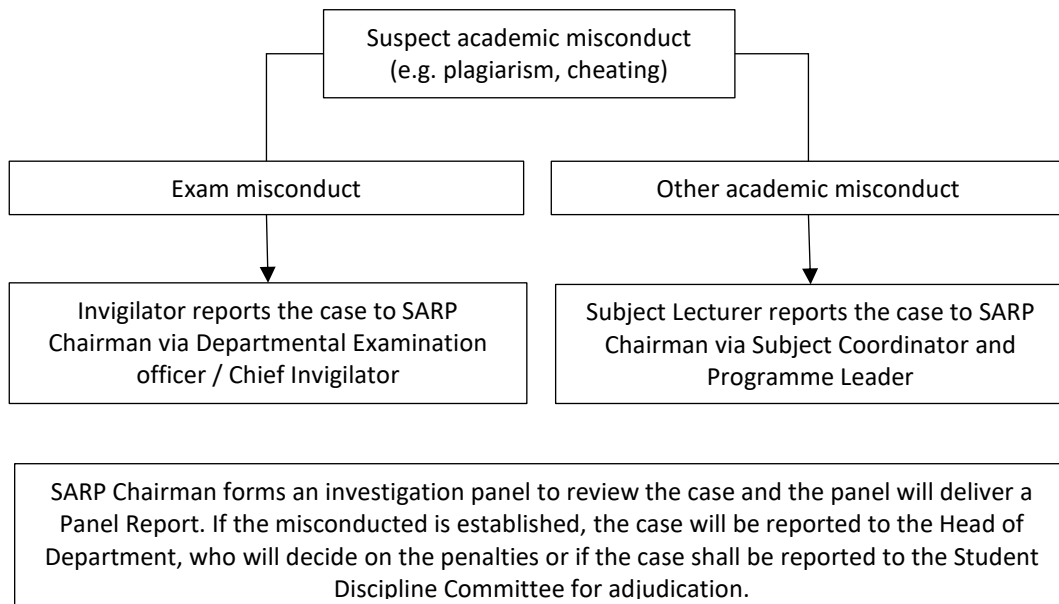 Suspect academic misconduct
(e.g. plagiarism, cheating)
Exam misconduct
Other academic misconduct
Invigilator reports the case to SARP
Chairman via Departmental Examination
officer / Chief Invigilator
Subject Lecturer reports the case to SARP
Chairman via Subject Coordinator and
Programme Leader
SARP Chairman forms an investigation panel to review the case and the panel will deliver a
Panel Report. If the misconducted is established, the case will be reported to the Head of
Department, who will decide on the penalties or if the case shall be reported to the Student
Discipline Committee for adjudication.